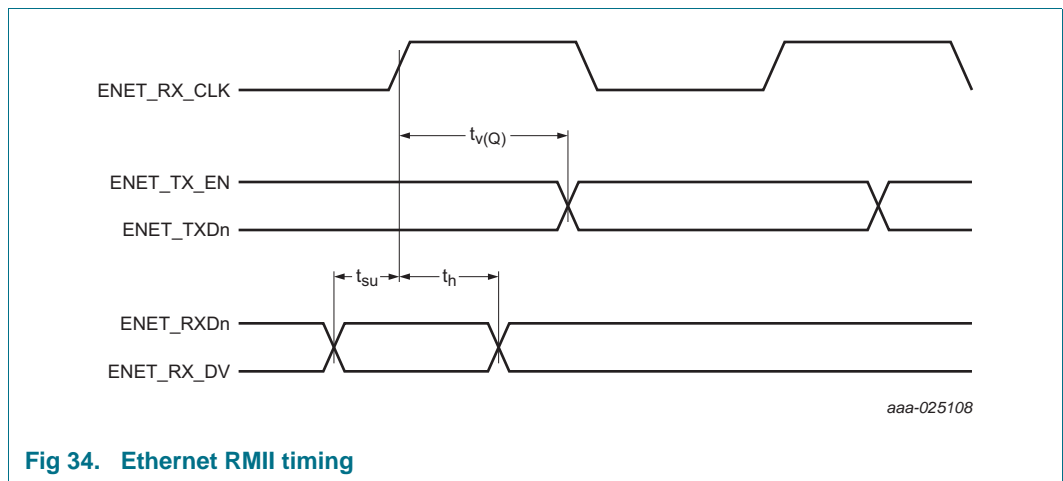 ENET_RX_CLK
tv(Q)
ENET_TX_EN
ENET_TXDn
tsu
th
ENET_RXDn
ENET_RX_DV
aaa-025108
Fig 34. Ethernet RMII timing